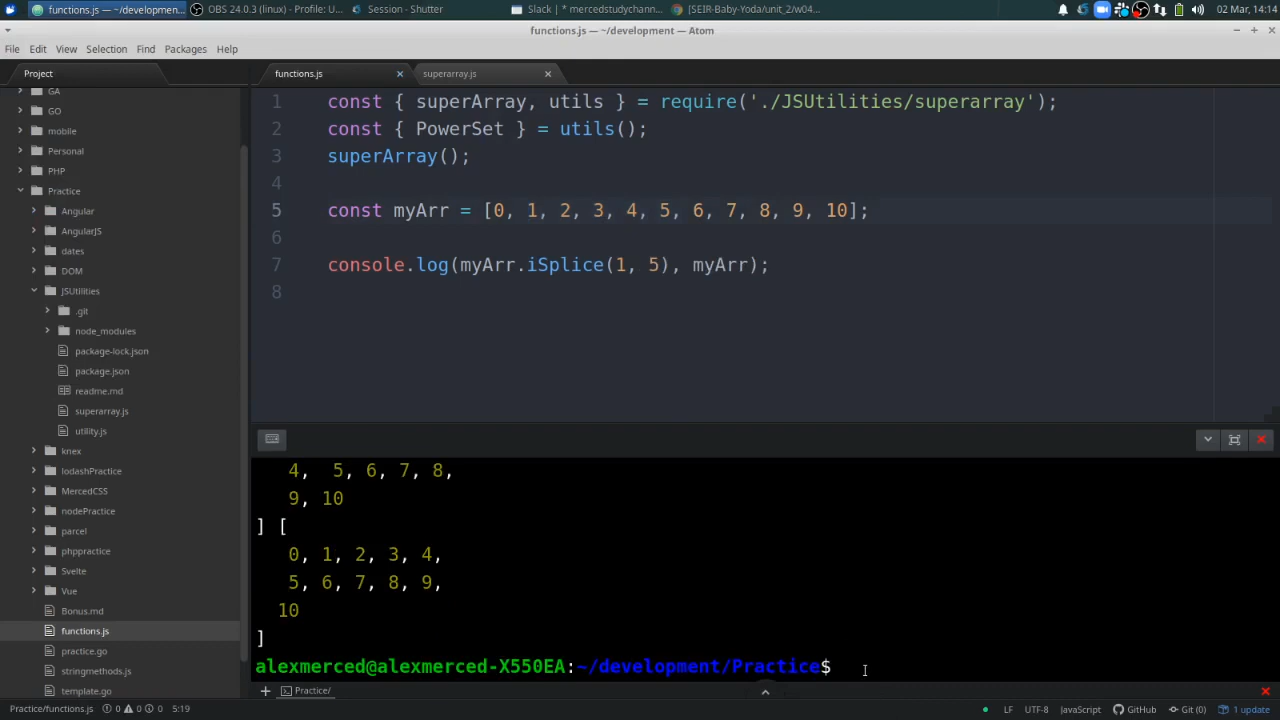 functions.js — ~/developmen...
OBS 24.0.3 (linux) - Profile: U...
Session - Shutter
Slack | * mercedstudychann...
[SEIR-Baby-Yoda/unit_2/w04...
02 Mar, 14:14
functions.js — ~/development — Atom
File Edit View Selection Find Packages Help
Project
functions.js
superarray.js
GA
GO
mobile
Personal
PHP
Practice
Angular
AngularJS
dates
DOM
JSUtilities
.git
node_modules
package-lock.json
package.json
readme.md
superarray.js
utility.js
knex
lodashPractice
MercedCSS
nodePractice
parcel
phppractice
Svelte
Vue
Bonus.md
functions.js
practice.go
stringmethods.js
template.go
1 const { superArray, utils } = require('./JSUtilities/superarray');
2 const { PowerSet } = utils();
3 superArray();
4
5 const myArr = [0, 1, 2, 3, 4, 5, 6, 7, 8, 9, 10];
6
7 console.log(myArr.iSplice(1, 5), myArr);
8
4, 5, 6, 7, 8,
9, 10
] [
0, 1, 2, 3, 4,
5, 6, 7, 8, 9,
10
]
alexmerced@alexmerced-X550EA:~/development/Practice$
+ Practice/
Practice/functions.js 0 0 0 5:19 LF UTF-8 JavaScript GitHub Git (0) 1 update